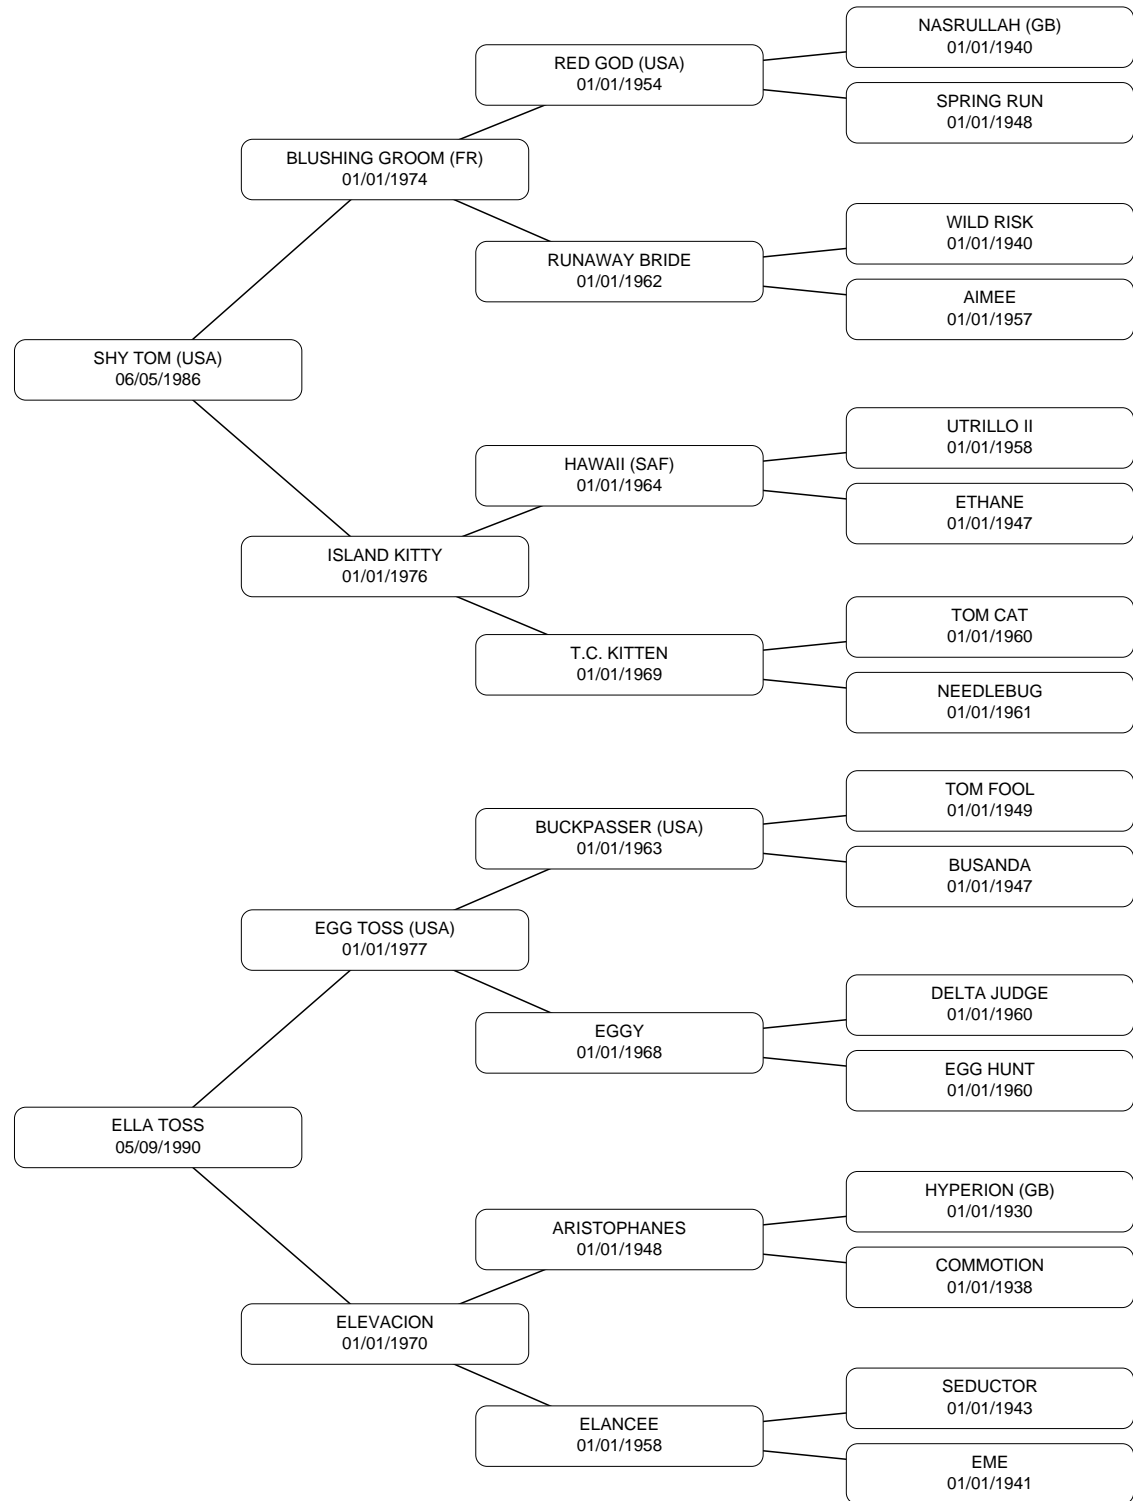 NASRULLAH (GB)
01/01/1940
RED GOD (USA)
01/01/1954
SPRING RUN
01/01/1948
BLUSHING GROOM (FR)
01/01/1974
WILD RISK
01/01/1940
RUNAWAY BRIDE
01/01/1962
AIMEE
01/01/1957
SHY TOM (USA)
06/05/1986
UTRILLO II
01/01/1958
HAWAII (SAF)
01/01/1964
ETHANE
01/01/1947
ISLAND KITTY
01/01/1976
TOM CAT
01/01/1960
T.C. KITTEN
01/01/1969
NEEDLEBUG
01/01/1961
TOM FOOL
01/01/1949
BUCKPASSER (USA)
01/01/1963
BUSANDA
01/01/1947
EGG TOSS (USA)
01/01/1977
DELTA JUDGE
01/01/1960
EGGY
01/01/1968
EGG HUNT
01/01/1960
ELLA TOSS
05/09/1990
HYPERION (GB)
01/01/1930
ARISTOPHANES
01/01/1948
COMMOTION
01/01/1938
ELEVACION
01/01/1970
SEDUCTOR
01/01/1943
ELANCEE
01/01/1958
EME
01/01/1941